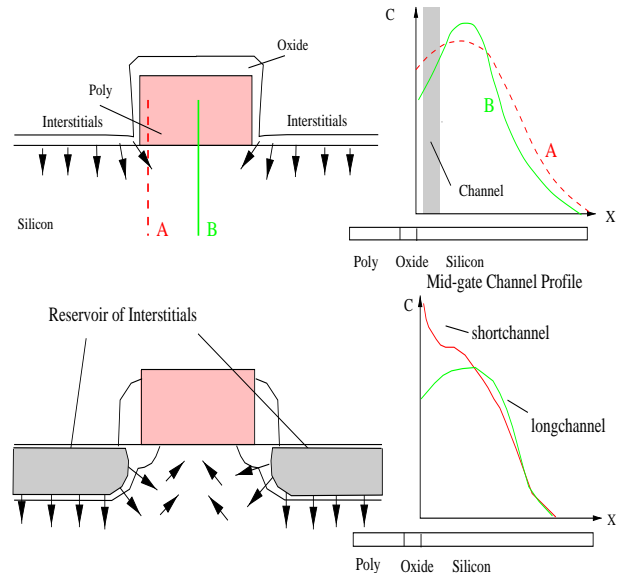 Oxide
Poly
Interstitials
Interstitials
Silicon
A
B
C
B
A
Channel
X
Poly Oxide Silicon
Mid-gate Channel Profile
Reservoir of Interstitials
C
shortchannel
longchannel
X
Poly Oxide Silicon